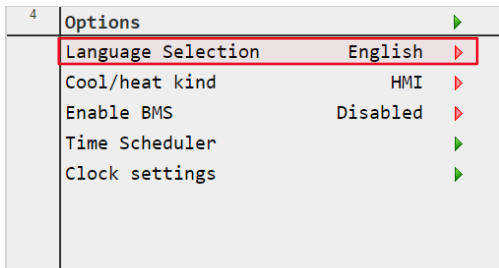 4 Options
Language Selection English
Cool/heat kind HMI
Enable BMS Disabled
Time Scheduler
Clock settings